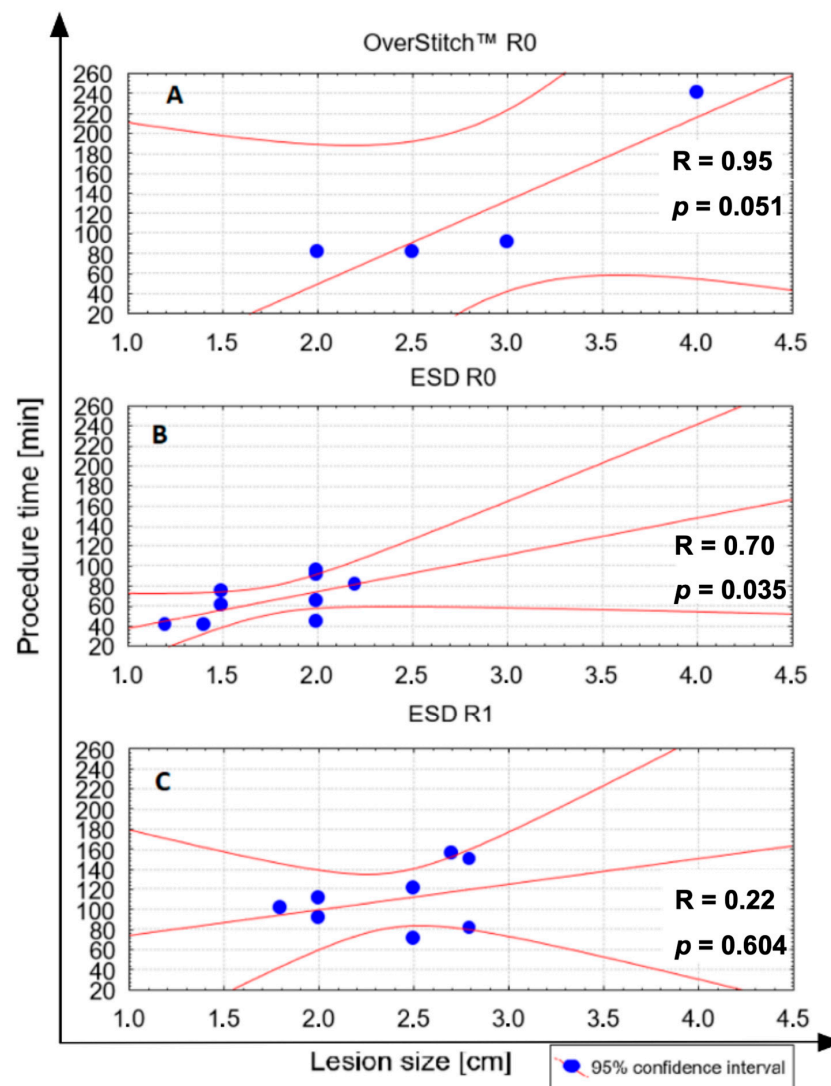 OverStitch™ R0
A
260
240
220
200
180
160
140
120
100
80
60
40
20
R = 0.95
p = 0.051
1.0 1.5 2.0 2.5 3.0 3.5 4.0 4.5
ESD R0
B
260
240
220
200
180
160
140
120
100
80
60
40
20
R = 0.70
p = 0.035
1.0 1.5 2.0 2.5 3.0 3.5 4.0 4.5
ESD R1
C
260
240
220
200
180
160
140
120
100
80
60
40
20
R = 0.22
p = 0.604
1.0 1.5 2.0 2.5 3.0 3.5 4.0 4.5
Procedure time [min]
Lesion size [cm]
95% confidence interval